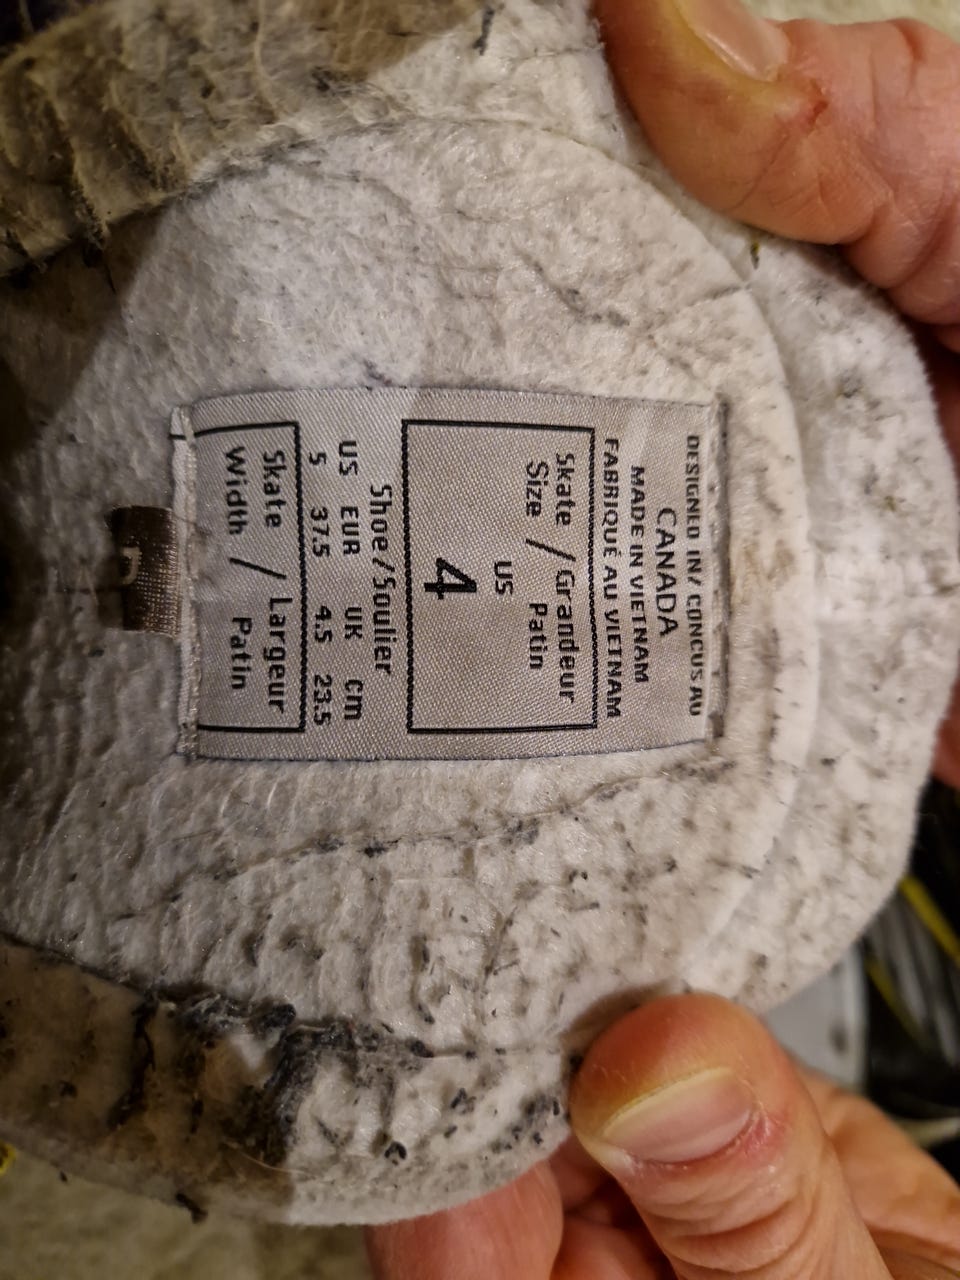 DESIGNED IN/ CONCUS AU
CANADA
MADE IN VIETNAM
FABRIQUÉ AU VIETNAM
Skate / Grandeur
Size Patin
US
4
Shoe/Soulier
US EUR UK cm
5 37.5 4.5 23.5
Skate / Largeur
Width Patin